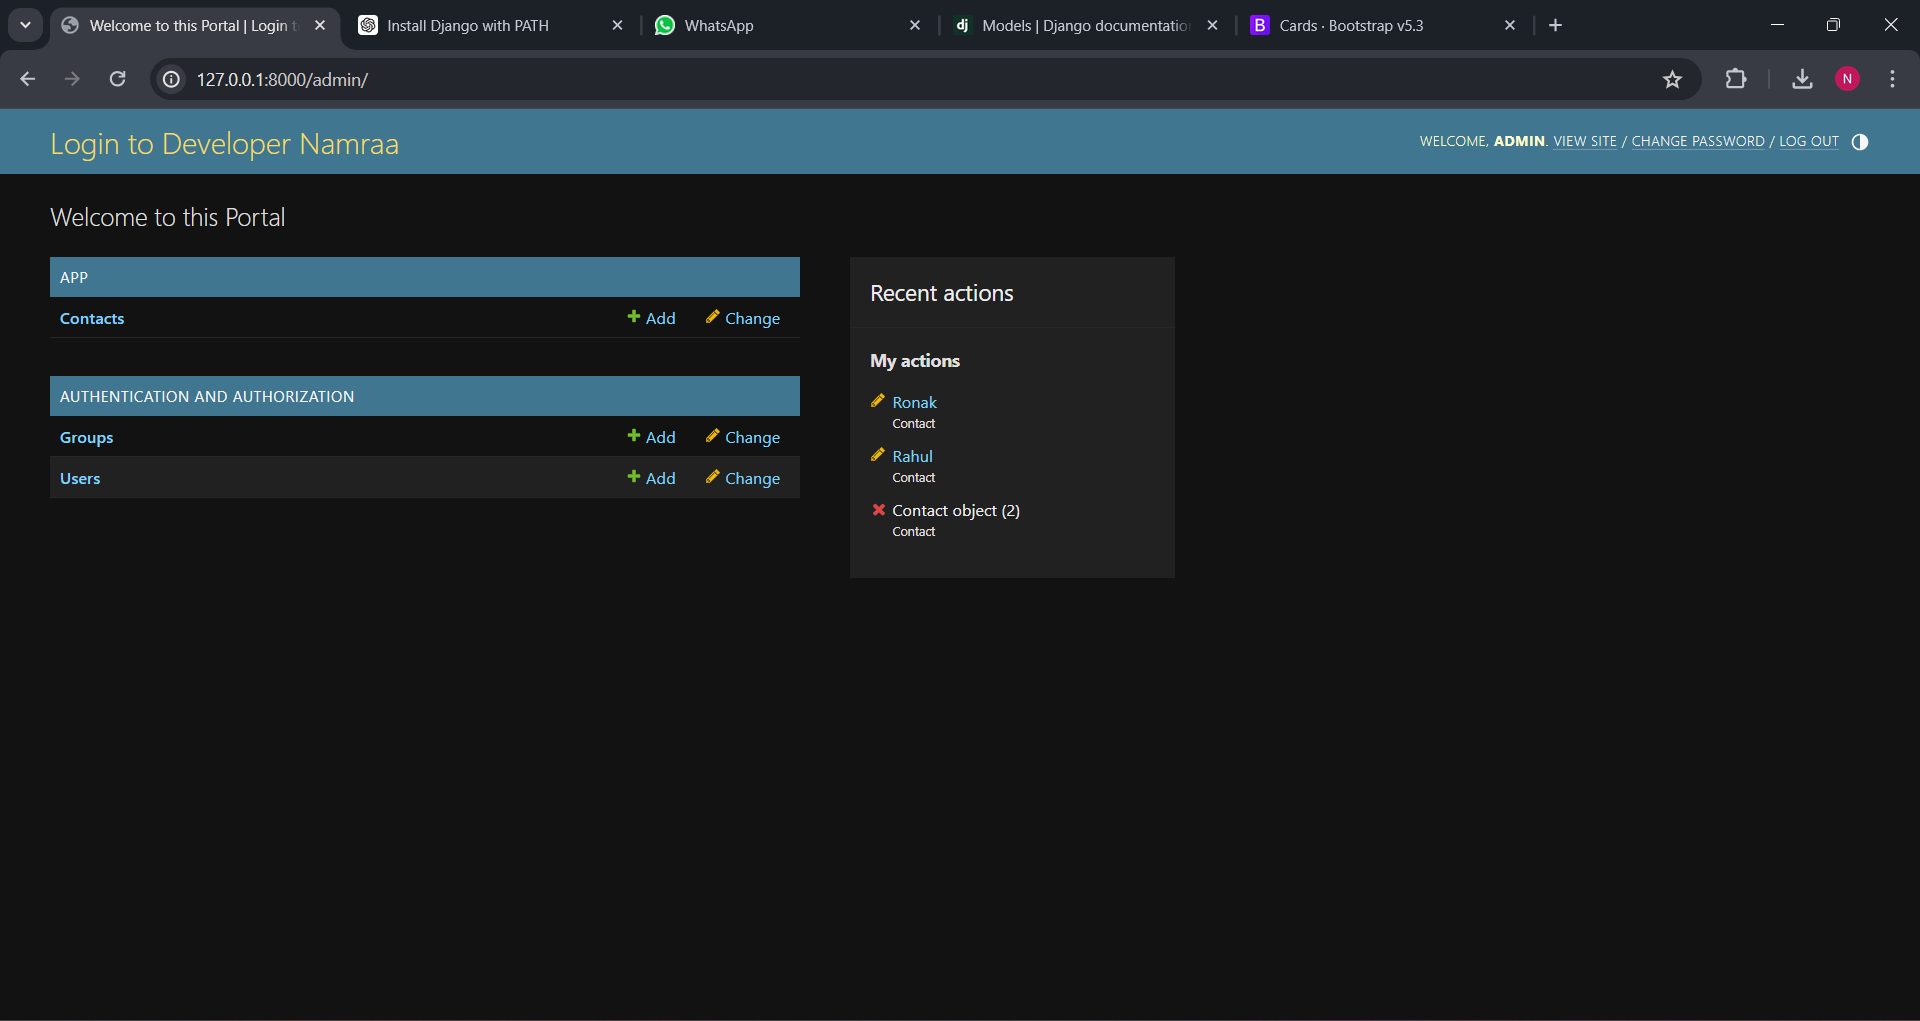 Welcome to this Portal | Login t
Install Django with PATH
WhatsApp
dj Models | Django documentatio
B Cards · Bootstrap v5.3
127.0.0.1:8000/admin/
N
Login to Developer Namraa
WELCOME, ADMIN. VIEW SITE / CHANGE PASSWORD / LOG OUT
Welcome to this Portal
APP
Contacts Add Change
AUTHENTICATION AND AUTHORIZATION
Groups Add Change
Users Add Change
Recent actions
My actions
Ronak
Contact
Rahul
Contact
Contact object (2)
Contact